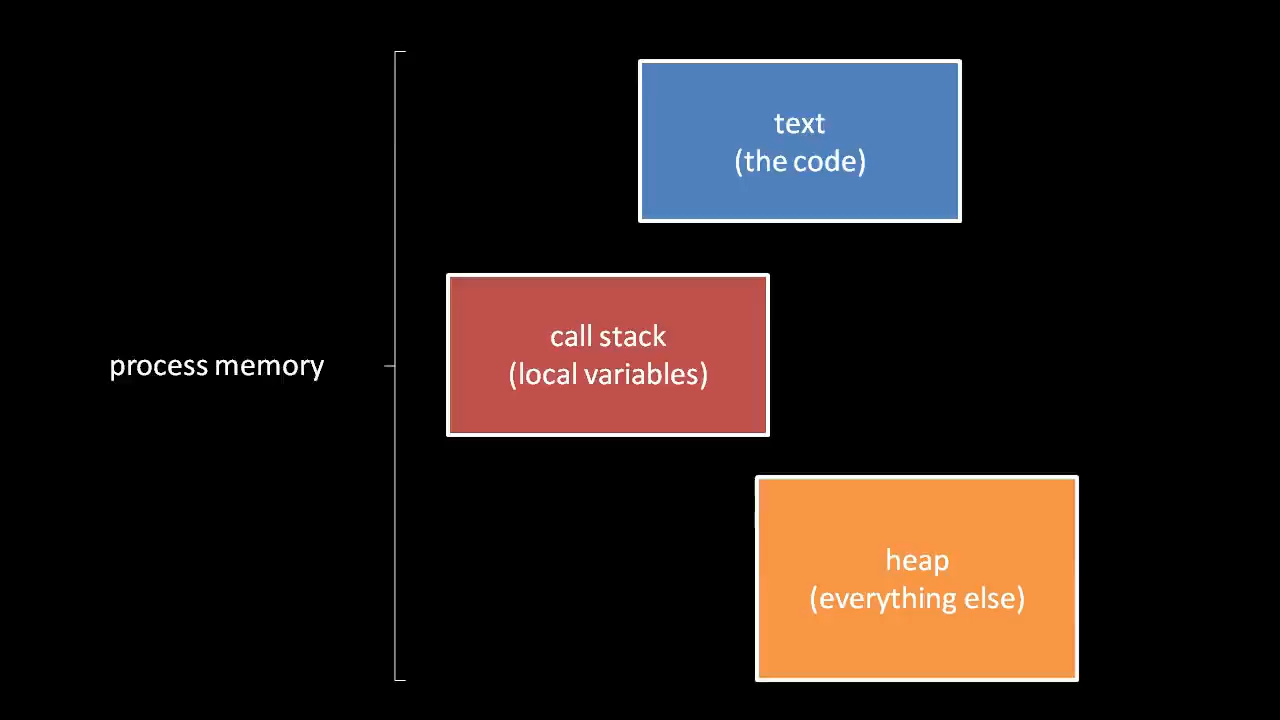 text
(the code)
call stack
(local variables)
process memory
heap
(everything else)